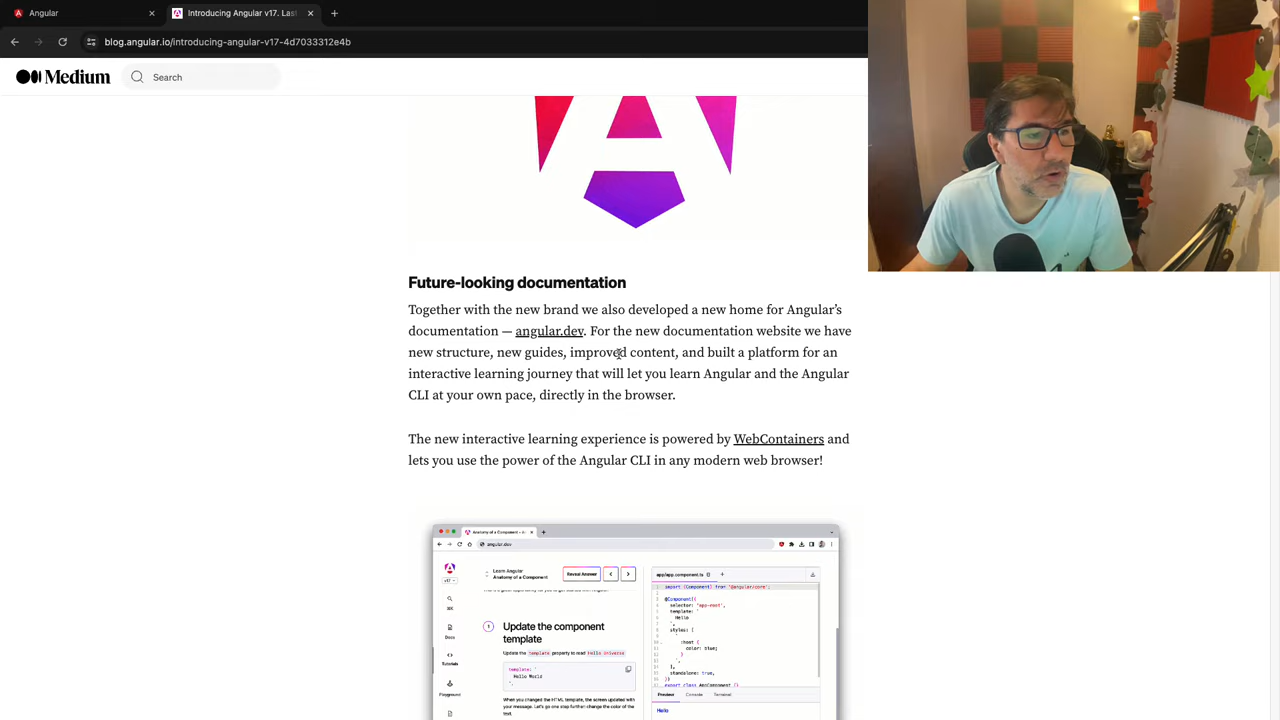 Angular
Introducing Angular v17. Last
blog.angular.io/introducing-angular-v17-4d7033312e4b
Medium
Search
Future-looking documentation
Together with the new brand we also developed a new home for Angular’s
documentation — angular.dev. For the new documentation website we have
new structure, new guides, improved content, and built a platform for an
interactive learning journey that will let you learn Angular and the Angular
CLI at your own pace, directly in the browser.
The new interactive learning experience is powered by WebContainers and
lets you use the power of the Angular CLI in any modern web browser!
angular.dev
Learn Angular
Anatomy of a Component
Reveal Answer
Docs
Tutorials
Playground
1
Update the component
template
Update the template property to read Hello Universe
template: `
Hello World
`,
When you changed the HTML template, the screen updated with
your message. Let's go one step further: change the color of the
text.
app/app.component.ts
import {Component} from '@angular/core';
@Component({
selector: 'app-root',
template: `
Hello
`,
styles: [
`
:host {
color: blue;
}
`,
],
standalone: true,
})
export class AppComponent {}
Preview
Console
Terminal
Hello